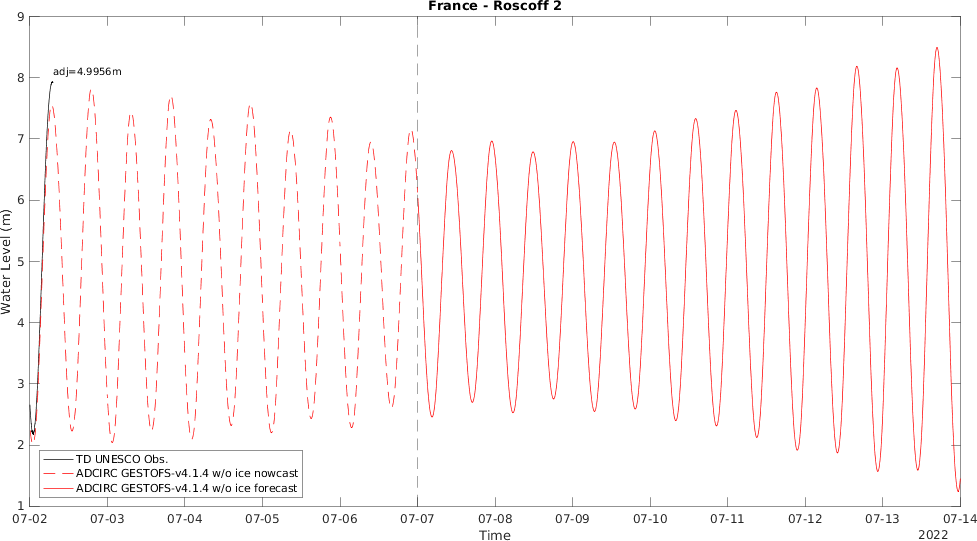 France - Roscoff 2
9
8
7
6
5
4
3
2
1
Water Level (m)
adj=4.9956m
TD UNESCO Obs.
ADCIRC GESTOFS-v4.1.4 w/o ice nowcast
ADCIRC GESTOFS-v4.1.4 w/o ice forecast
07-02 07-03 07-04 07-05 07-06 07-07 07-08 07-09 07-10 07-11 07-12 07-13 07-14
Time
2022